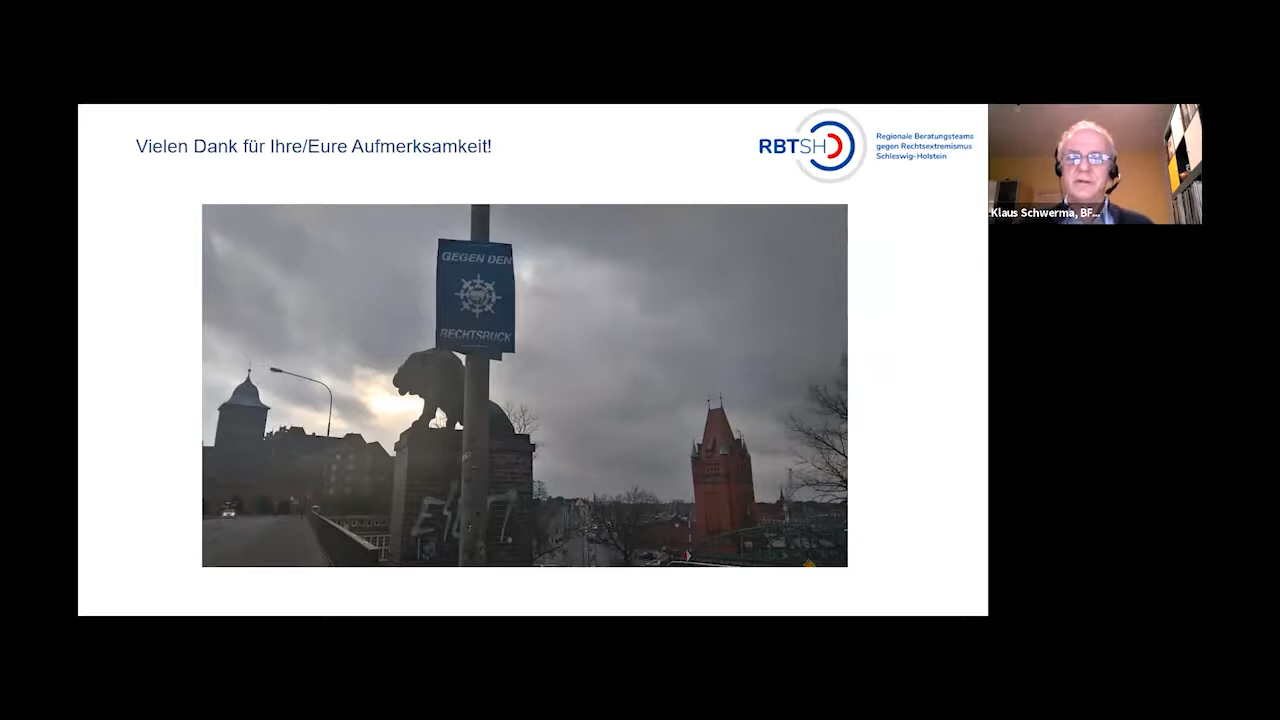 Vielen Dank für Ihre/Eure Aufmerksamkeit!
RBTSH
Regionale Beratungsteams
gegen Rechtsextremismus
Schleswig-Holstein
Klaus Schwerma, BF...
GEGEN DEN
RECHTSRUCK